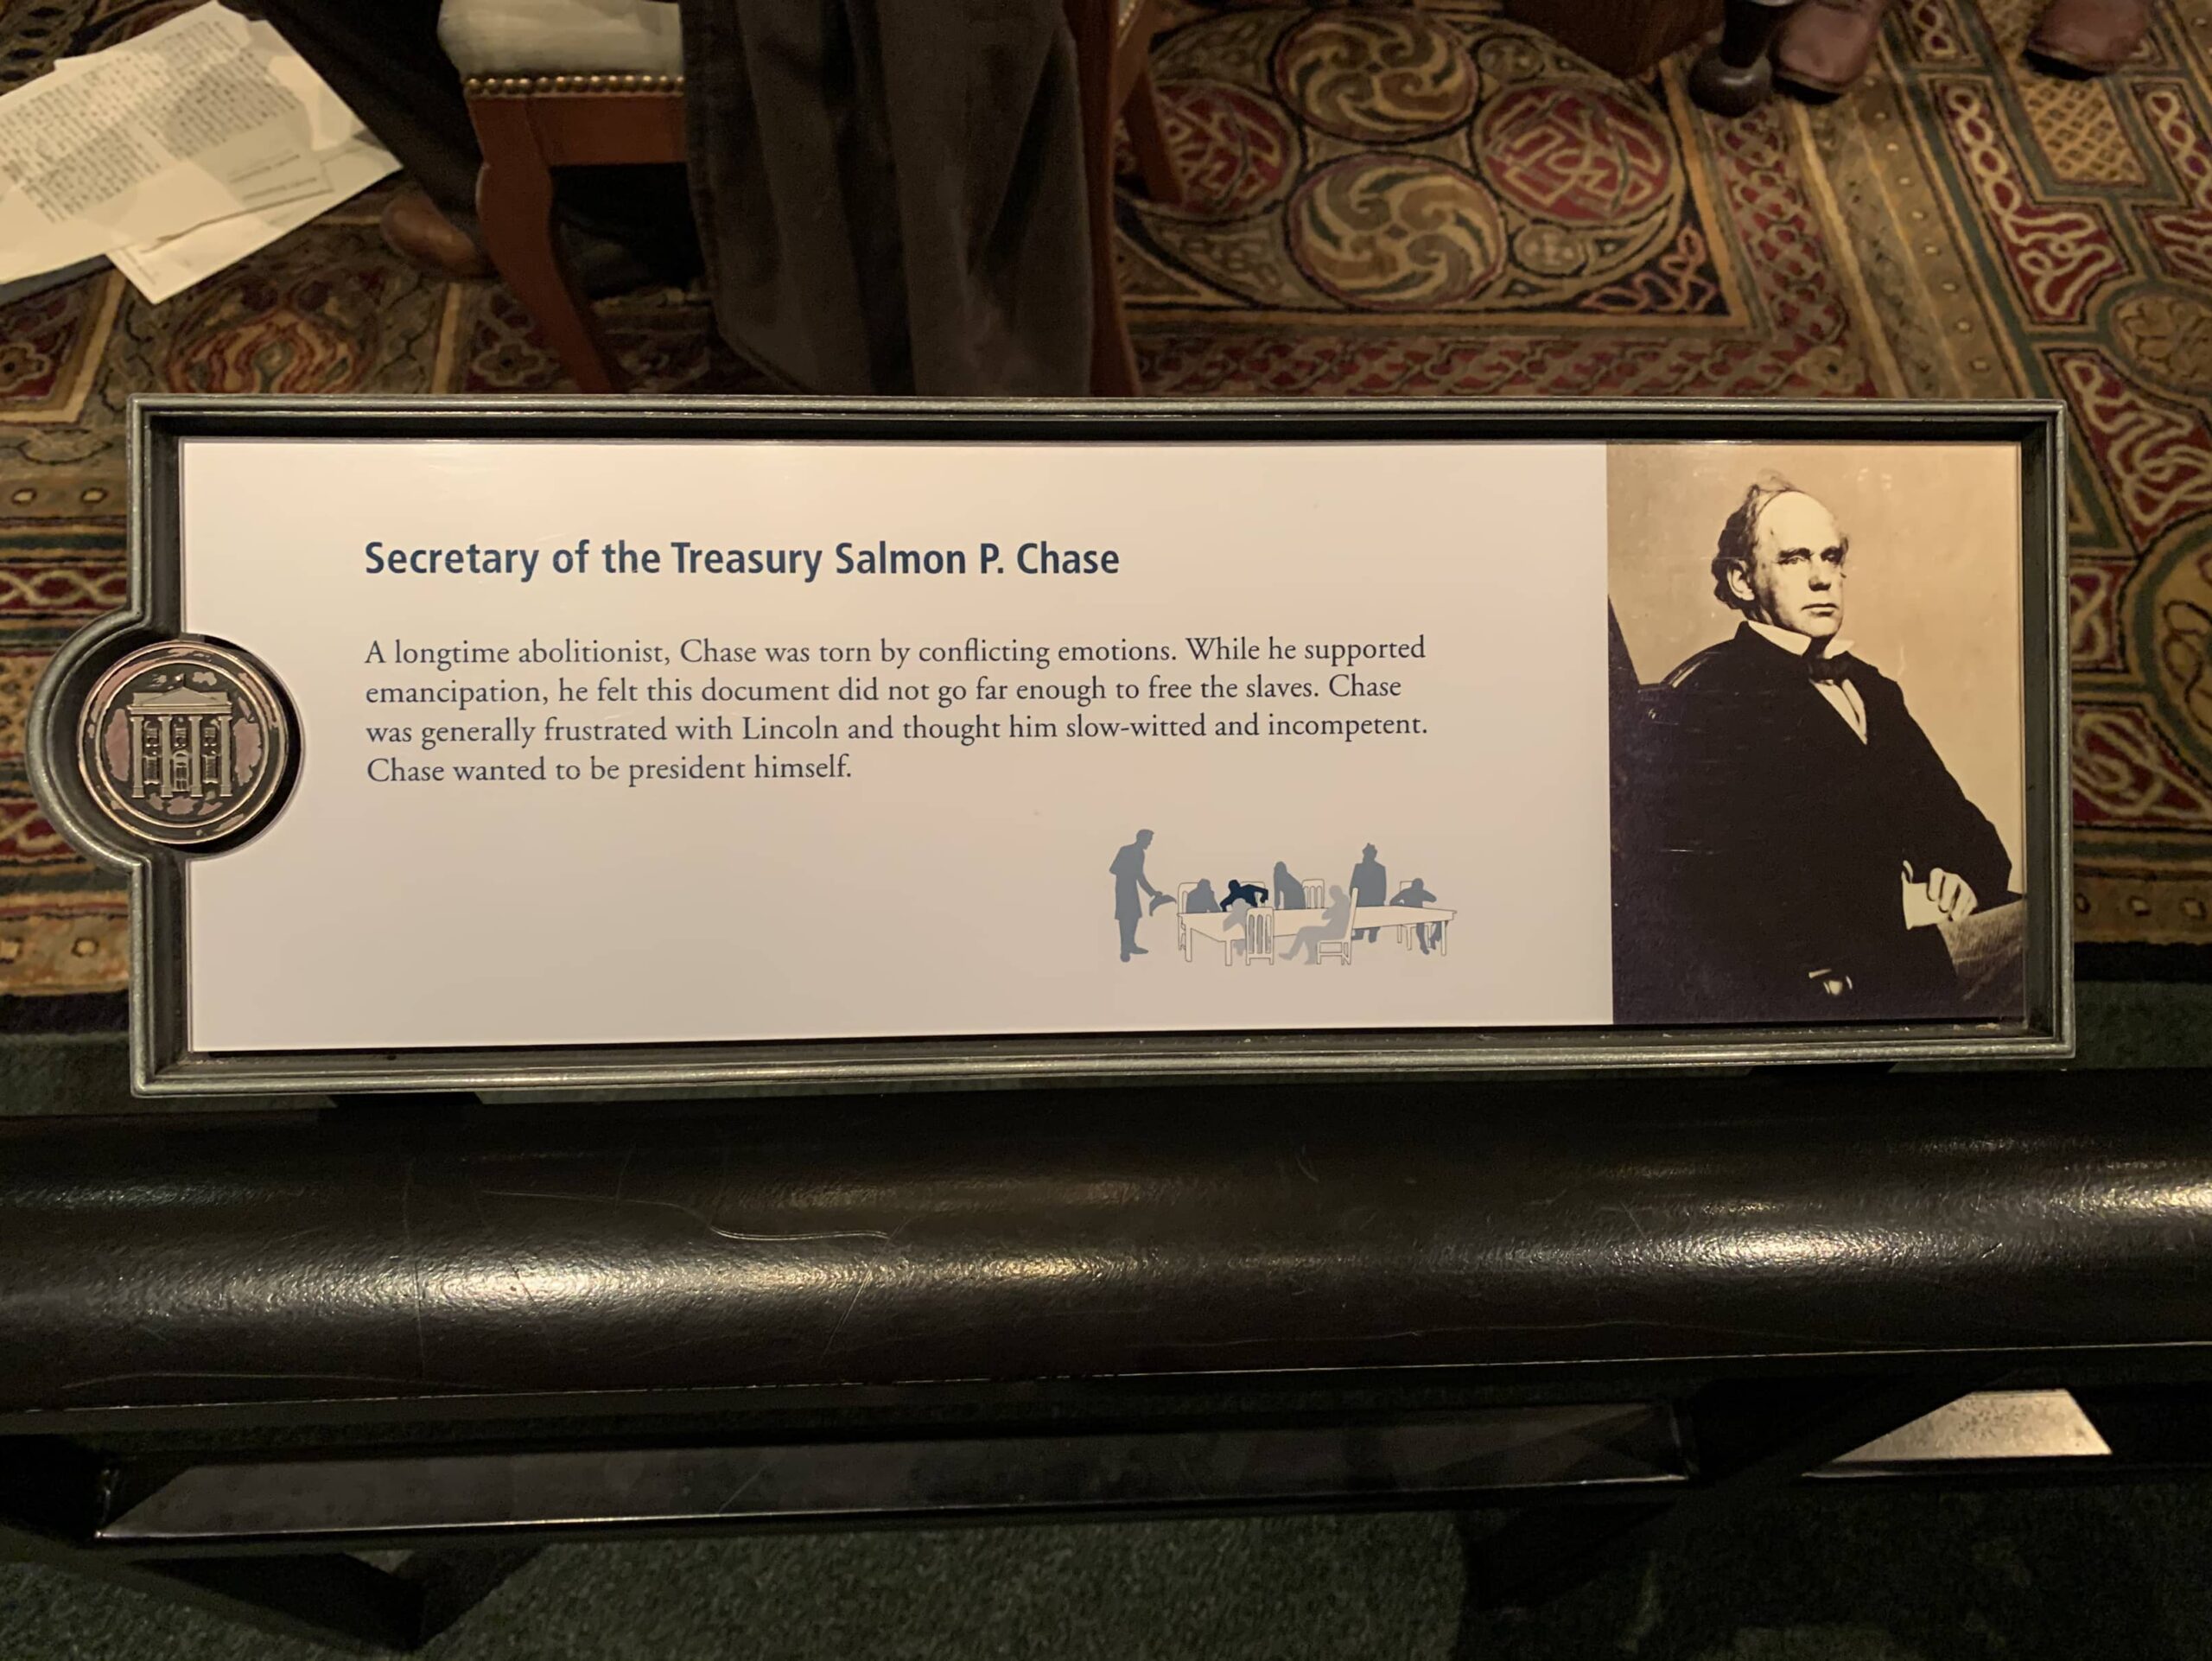 Secretary of the Treasury Salmon P. Chase
A longtime abolitionist, Chase was torn by conflicting emotions. While he supported
emancipation, he felt this document did not go far enough to free the slaves. Chase
was generally frustrated with Lincoln and thought him slow-witted and incompetent.
Chase wanted to be president himself.